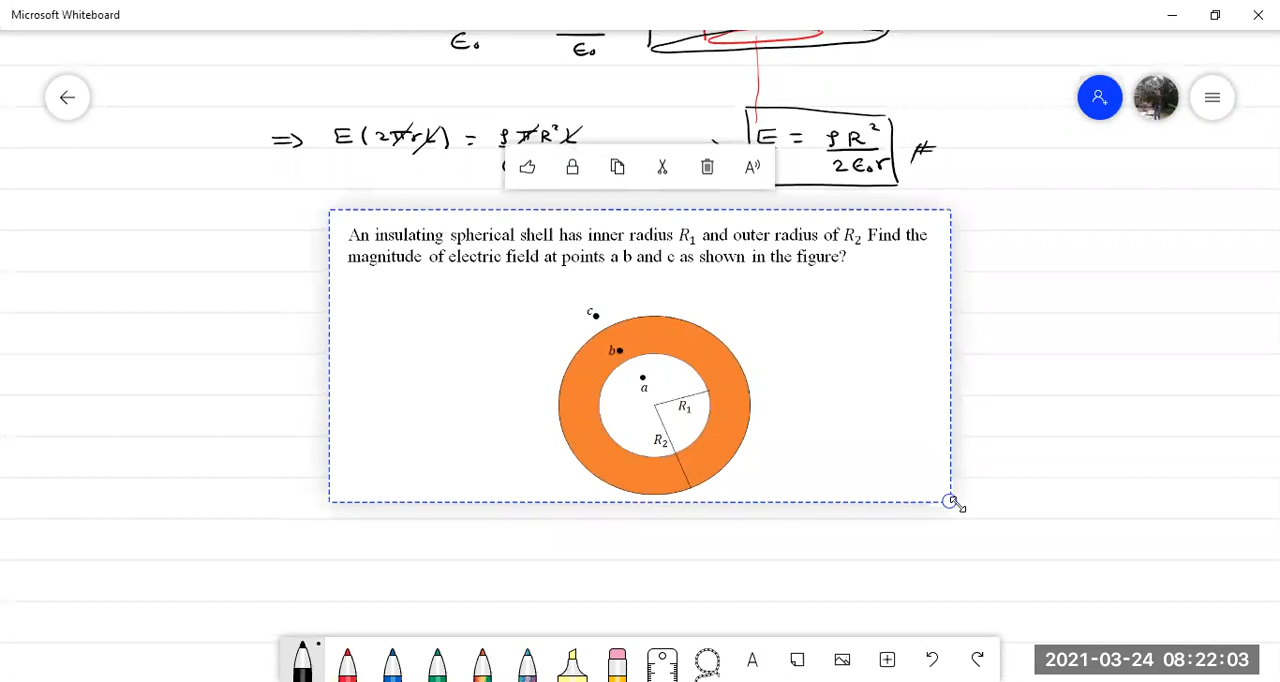 Microsoft Whiteboard
ε₀ ε₀
⇒ E (2πrL) = ρπR²L
E = ρR² / 2ε₀r
An insulating spherical shell has inner radius R₁ and outer radius of R₂ Find the
magnitude of electric field at points a b and c as shown in the figure?
c
b
a
R₁
R₂
A
2021-03-24 08:22:03